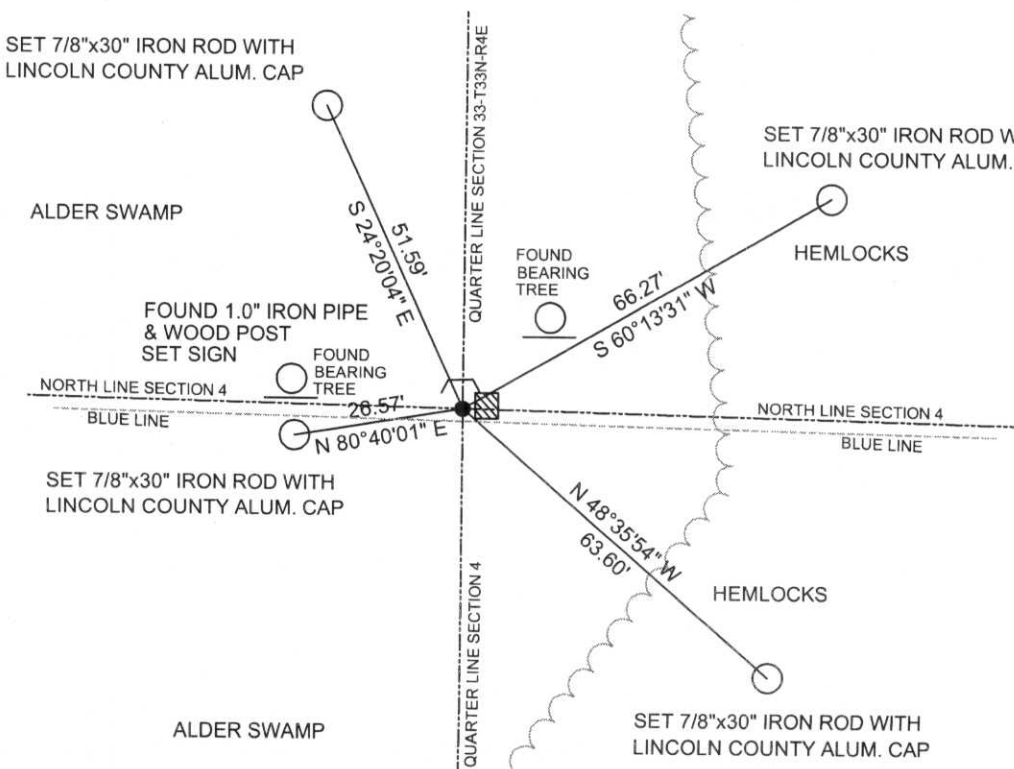 SET 7/8"x30" IRON ROD WITH
LINCOLN COUNTY ALUM. CAP
QUARTER LINE SECTION 33-T33N-R4E
SET 7/8"x30" IRON ROD W
LINCOLN COUNTY ALUM.
ALDER SWAMP
51.59'
S 24°20'04" E
HEMLOCKS
FOUND
BEARING
TREE
66.27'
S 60°13'31" W
FOUND 1.0" IRON PIPE
& WOOD POST
SET SIGN
FOUND
BEARING
TREE
NORTH LINE SECTION 4
BLUE LINE
26.57'
N 80°40'01" E
NORTH LINE SECTION 4
BLUE LINE
SET 7/8"x30" IRON ROD WITH
LINCOLN COUNTY ALUM. CAP
N 48°35'54" W
63.60'
HEMLOCKS
QUARTER LINE SECTION 4
ALDER SWAMP
SET 7/8"x30" IRON ROD WITH
LINCOLN COUNTY ALUM. CAP